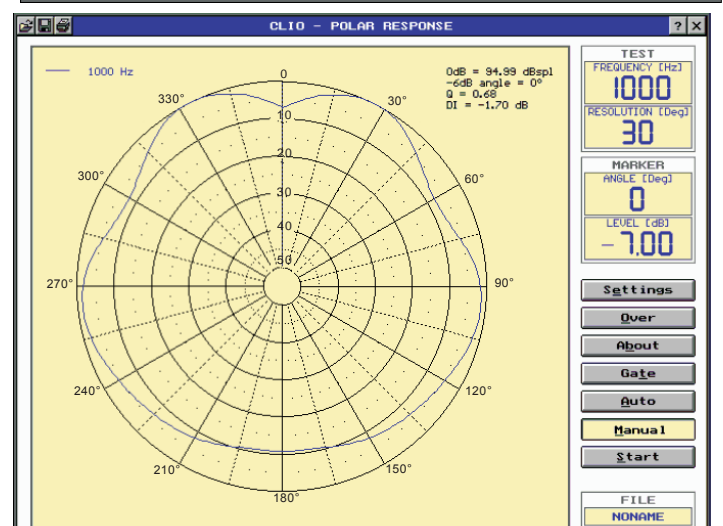 CLIO - POLAR RESPONSE
? X
1000 Hz
0dB = 94.99 dBspl
-6dB angle = 0°
Q = 0.68
DI = -1.70 dB
0
30°
60°
90°
120°
150°
180°
210°
240°
270°
300°
330°
10
20
30
40
50
TEST
FREQUENCY [Hz]
1000
RESOLUTION [Deg]
30
MARKER
ANGLE [Deg]
0
LEVEL [dB]
-7.00
Settings
Over
About
Gate
Auto
Manual
Start
FILE
NONAME